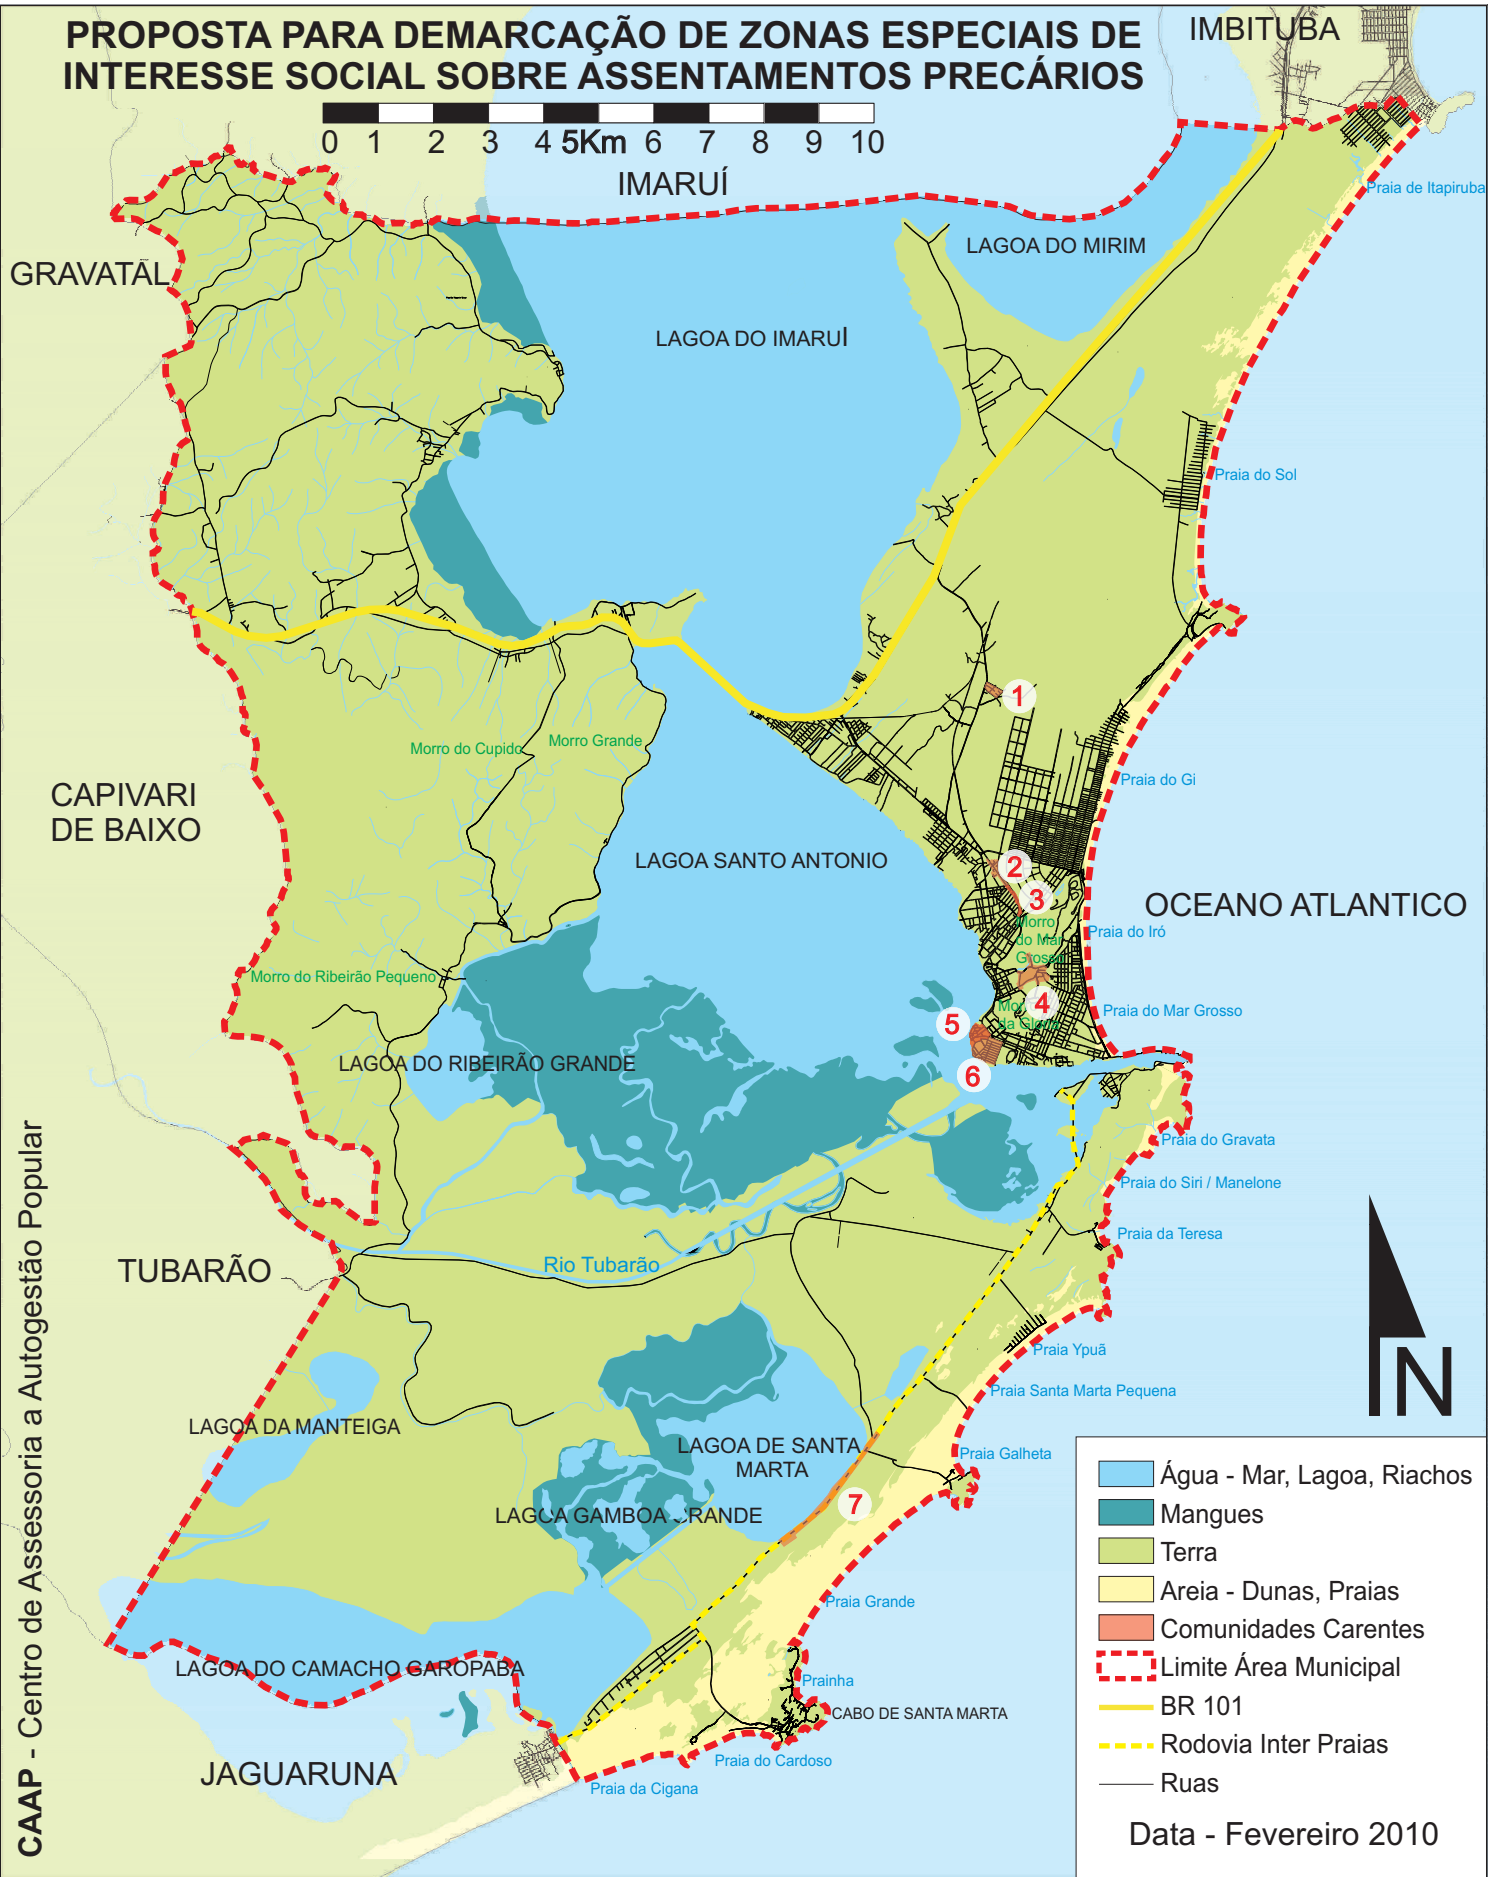 PROPOSTA PARA DEMARCAÇÃO DE ZONAS ESPECIAIS DE
INTERESSE SOCIAL SOBRE ASSENTAMENTOS PRECÁRIOS
0 1 2 3 4 5Km 6 7 8 9 10
IMBITUBA
IMARUÍ
Praia de Itapiruba
LAGOA DO MIRIM
GRAVATÃL
LAGOA DO IMARUÍ
Praia do Sol
1
Morro do Cupido
Morro Grande
Praia do Gi
CAPIVARI
DE BAIXO
LAGOA SANTO ANTONIO
2
3
OCEANO ATLANTICO
Morro
do Mar
Grosso
Praia do Iró
Morro do Ribeirão Pequeno
4
Praia do Mar Grosso
da Gloria
5
LAGOA DO RIBEIRÃO GRANDE
6
Praia do Gravata
Praia do Siri / Manelone
Praia da Teresa
TUBARÃO
Rio Tubarão
Praia Ypuã
N
Praia Santa Marta Pequena
LAGOA DA MANTEIGA
LAGOA DE SANTA
MARTA
Praia Galheta
7
LAGOA GAMBOA GRANDE
Praia Grande
LAGOA DO CAMACHO GAROPABA
Prainha
CABO DE SANTA MARTA
JAGUARUNA
Praia do Cardoso
Praia da Cigana
CAAP - Centro de Assessoria a Autogestão Popular
Água - Mar, Lagoa, Riachos
Mangues
Terra
Areia - Dunas, Praias
Comunidades Carentes
Limite Área Municipal
BR 101
Rodovia Inter Praias
Ruas
Data - Fevereiro 2010